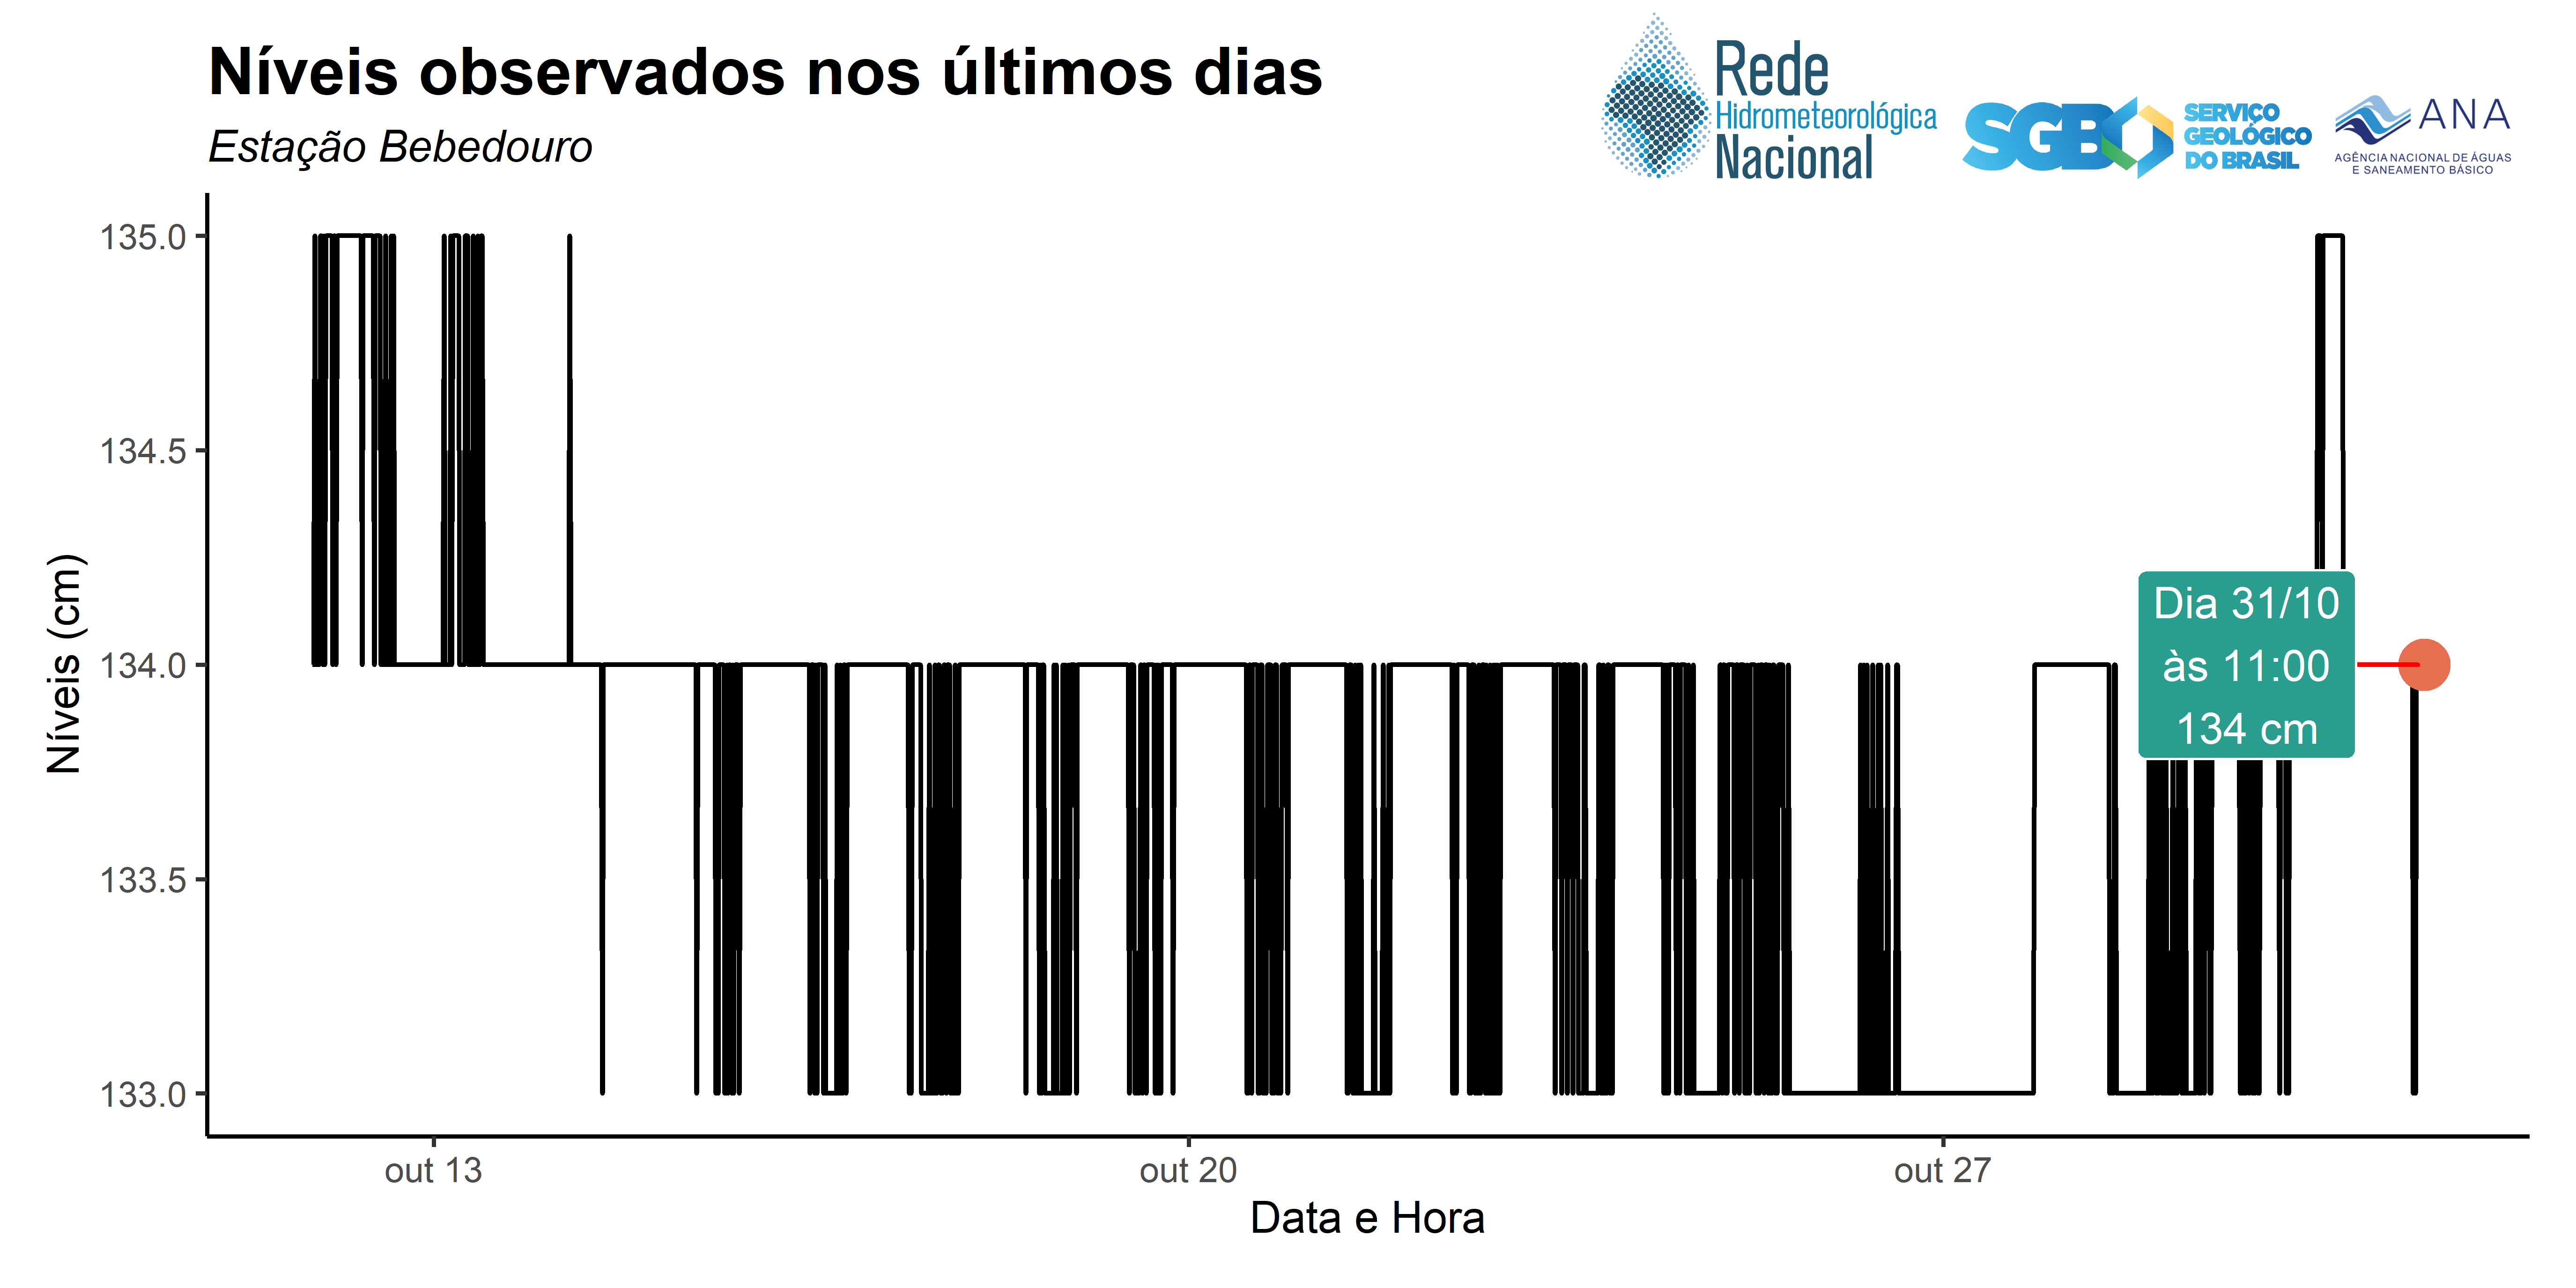 Níveis observados nos últimos dias
Estação Bebedouro
Rede
Hidrometeorológica
Nacional
SGB
SERVIÇO
GEOLÓGICO
DO BRASIL
ANA
AGÊNCIA NACIONAL DE ÁGUAS
E SANEAMENTO BÁSICO
135.0
134.5
134.0
133.5
133.0
Níveis (cm)
Dia 31/10
às 11:00
134 cm
out 13
out 20
out 27
Data e Hora